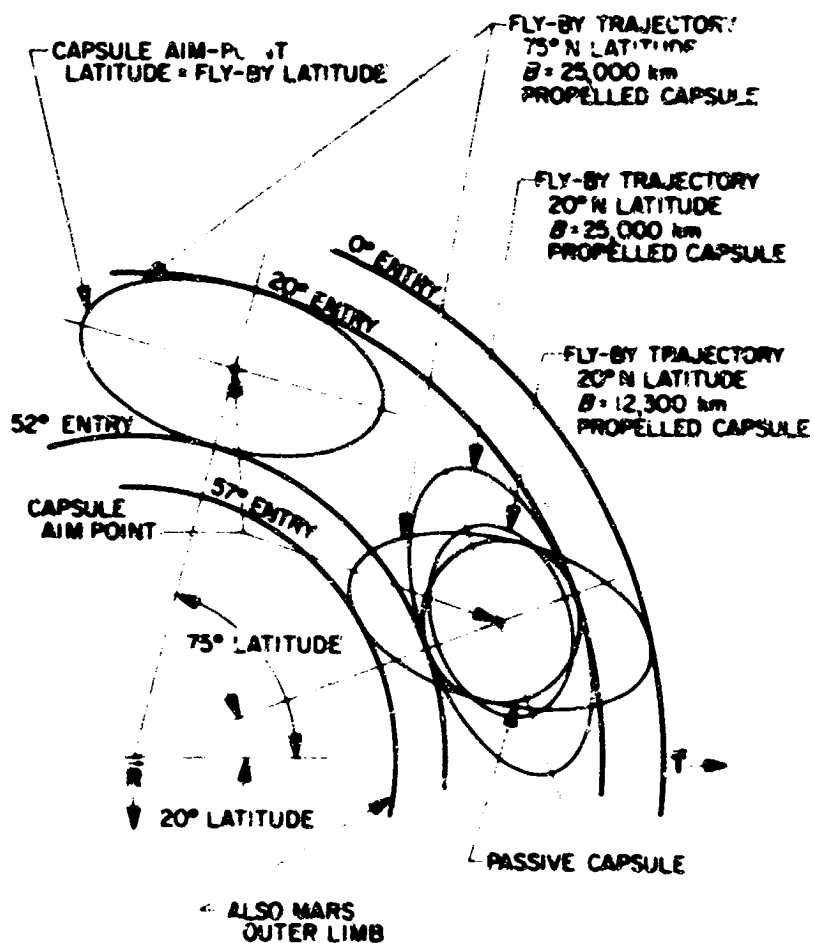 CAPSULE AIM-POINT
LATITUDE = FLY-BY LATITUDE
FLY-BY TRAJECTORY
75° N LATITUDE
B = 25,000 km
PROPELLED CAPSULE
FLY-BY TRAJECTORY
20° N LATITUDE
B = 25,000 km
PROPELLED CAPSULE
FLY-BY TRAJECTORY
20° N LATITUDE
B = 12,300 km
PROPELLED CAPSULE
0° ENTRY
20° ENTRY
52° ENTRY
57° ENTRY
CAPSULE
AIM POINT
75° LATITUDE
R
T
20° LATITUDE
PASSIVE CAPSULE
ALSO MARS
OUTER LIMB